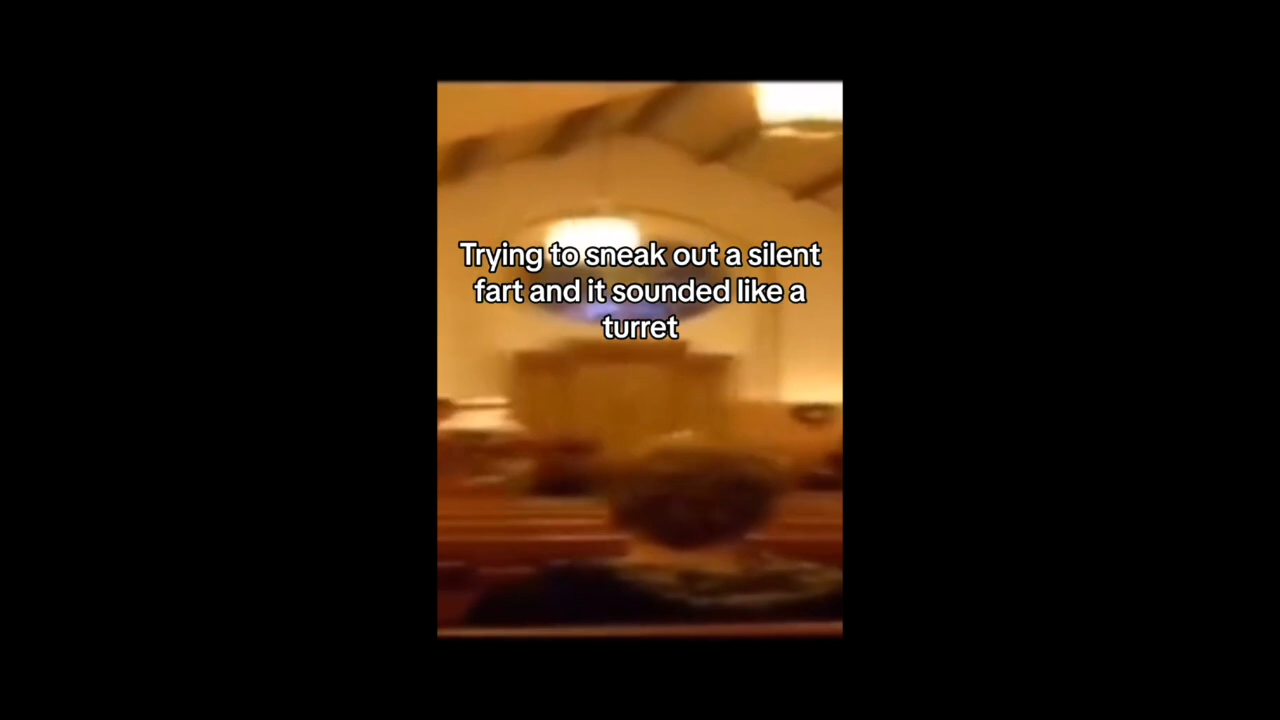 Trying to sneak out a silent
fart and it sounded like a
turret